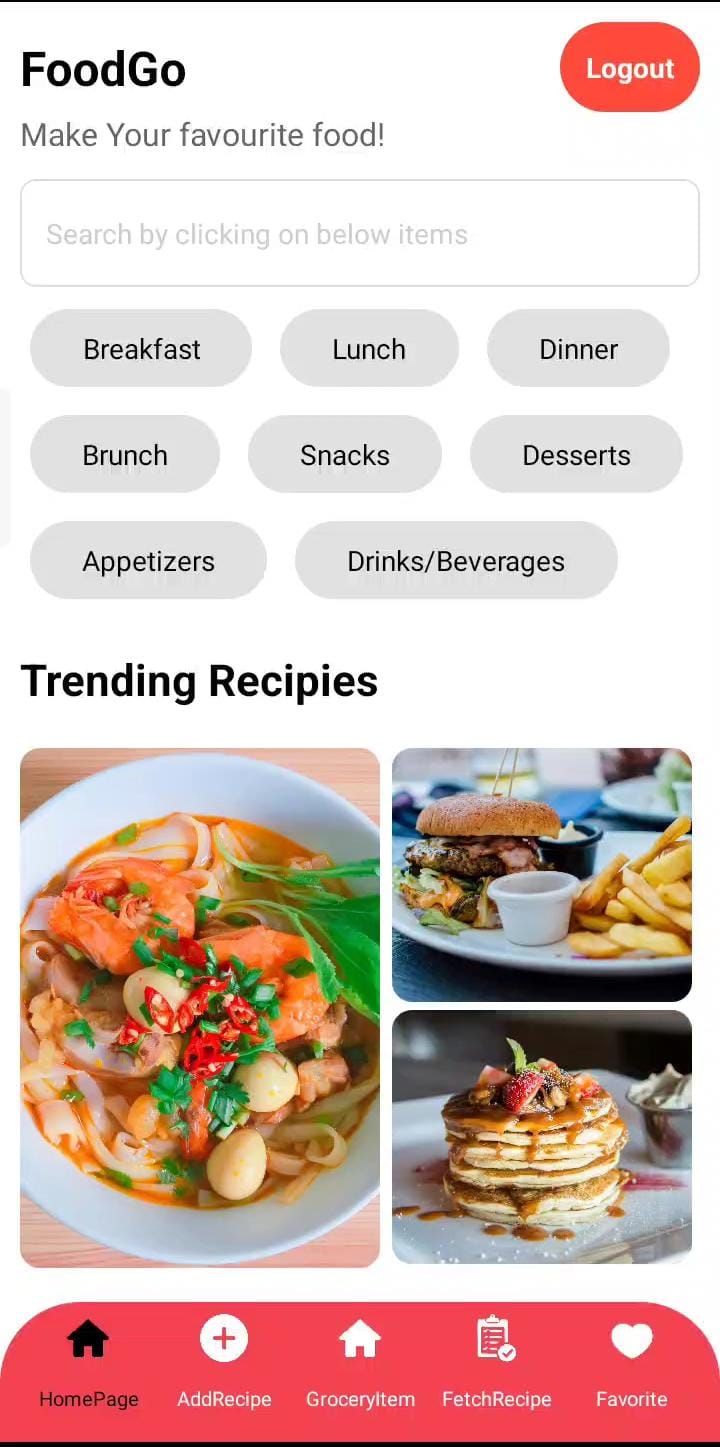 FoodGo
Logout
Make Your favourite food!
Search by clicking on below items
Breakfast
Lunch
Dinner
Brunch
Snacks
Desserts
Appetizers
Drinks/Beverages
Trending Recipies
HomePage
AddRecipe
GroceryItem
FetchRecipe
Favorite